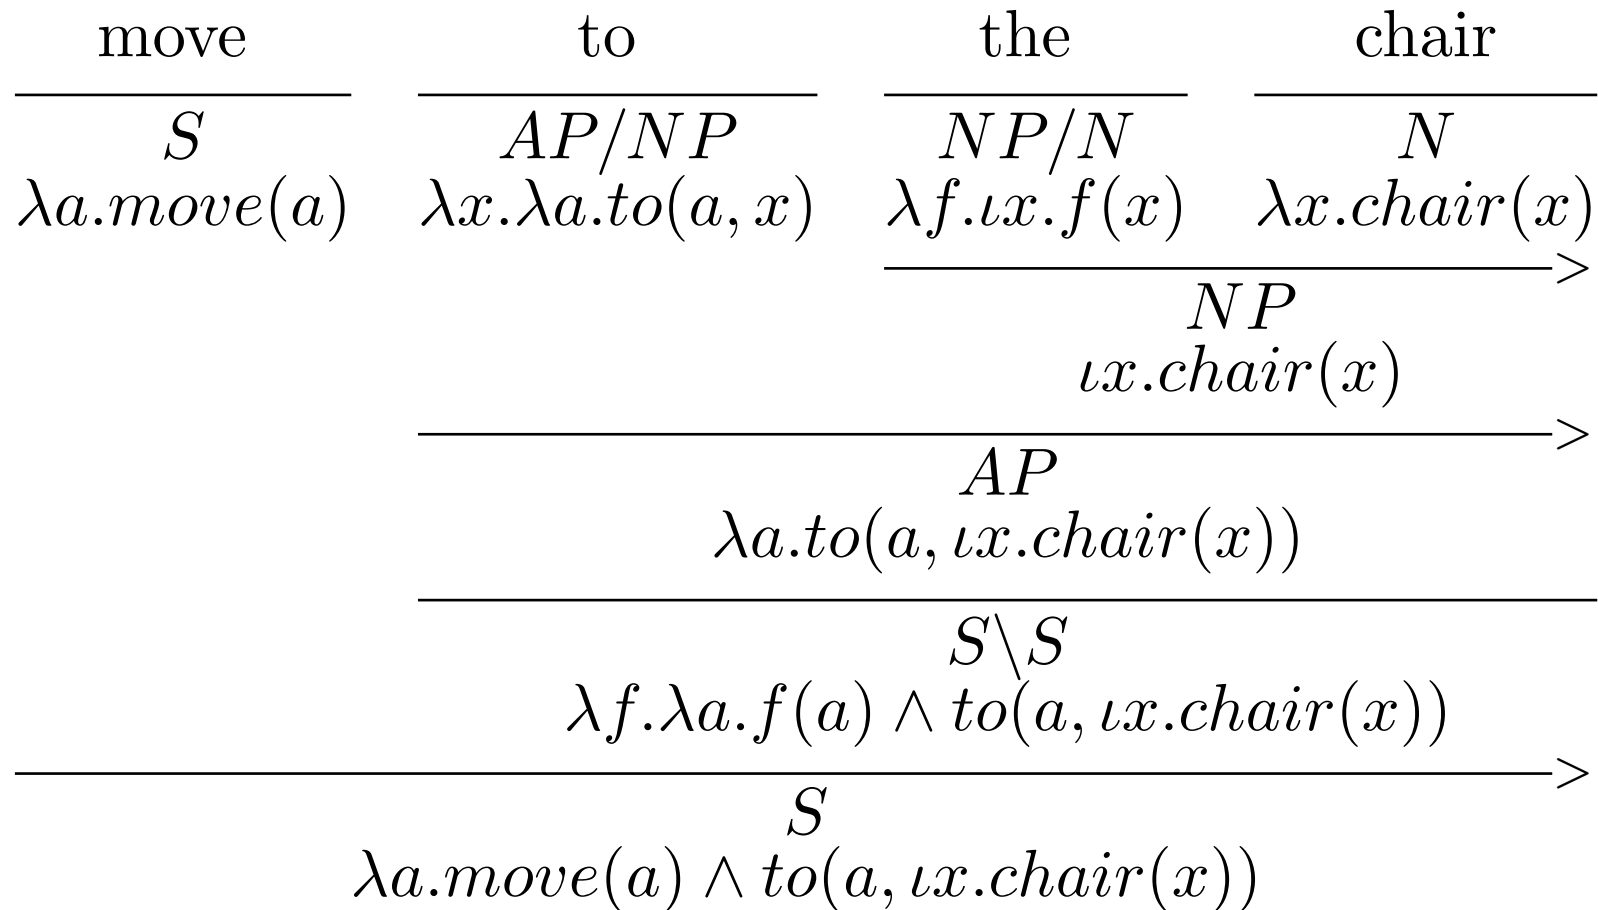 move to the chair
S AP/NP NP/N N
λa.move(a) λx.λa.to(a, x) λf.ιx.f(x) λx.chair(x)
>
NP
ιx.chair(x)
>
AP
λa.to(a, ιx.chair(x))
S\S
λf.λa.f(a) ∧ to(a, ιx.chair(x))
>
S
λa.move(a) ∧ to(a, ιx.chair(x))